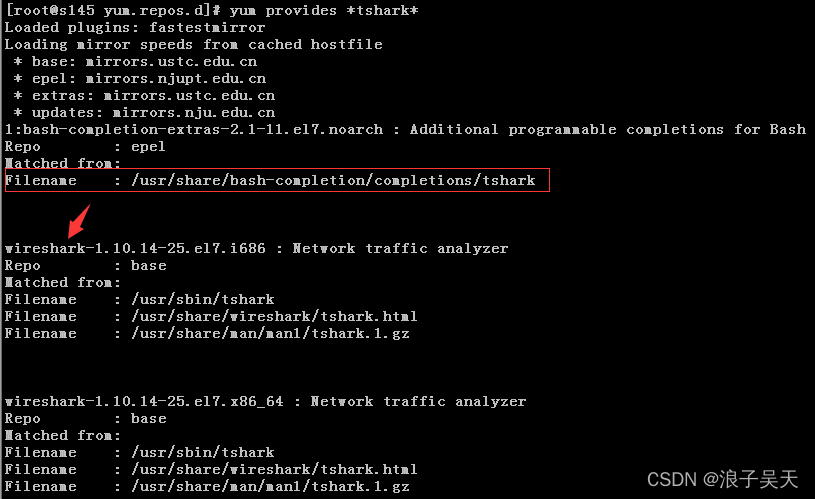 [root@s145 yum.repos.d]# yum provides *tshark*
Loaded plugins: fastestmirror
Loading mirror speeds from cached hostfile
 * base: mirrors.ustc.edu.cn
 * epel: mirrors.njupt.edu.cn
 * extras: mirrors.ustc.edu.cn
 * updates: mirrors.nju.edu.cn
1:bash-completion-extras-2.1-11.el7.noarch : Additional programmable completions for Bash
Repo        : epel
Matched from:
Filename    : /usr/share/bash-completion/completions/tshark
wireshark-1.10.14-25.el7.i686 : Network traffic analyzer
Repo        : base
Matched from:
Filename    : /usr/sbin/tshark
Filename    : /usr/share/wireshark/tshark.html
Filename    : /usr/share/man/man1/tshark.1.gz
wireshark-1.10.14-25.el7.x86_64 : Network traffic analyzer
Repo        : base
Matched from:
Filename    : /usr/sbin/tshark
Filename    : /usr/share/wireshark/tshark.html
Filename    : /usr/share/man/man1/tshark.1.gz
CSDN @浪子吴天